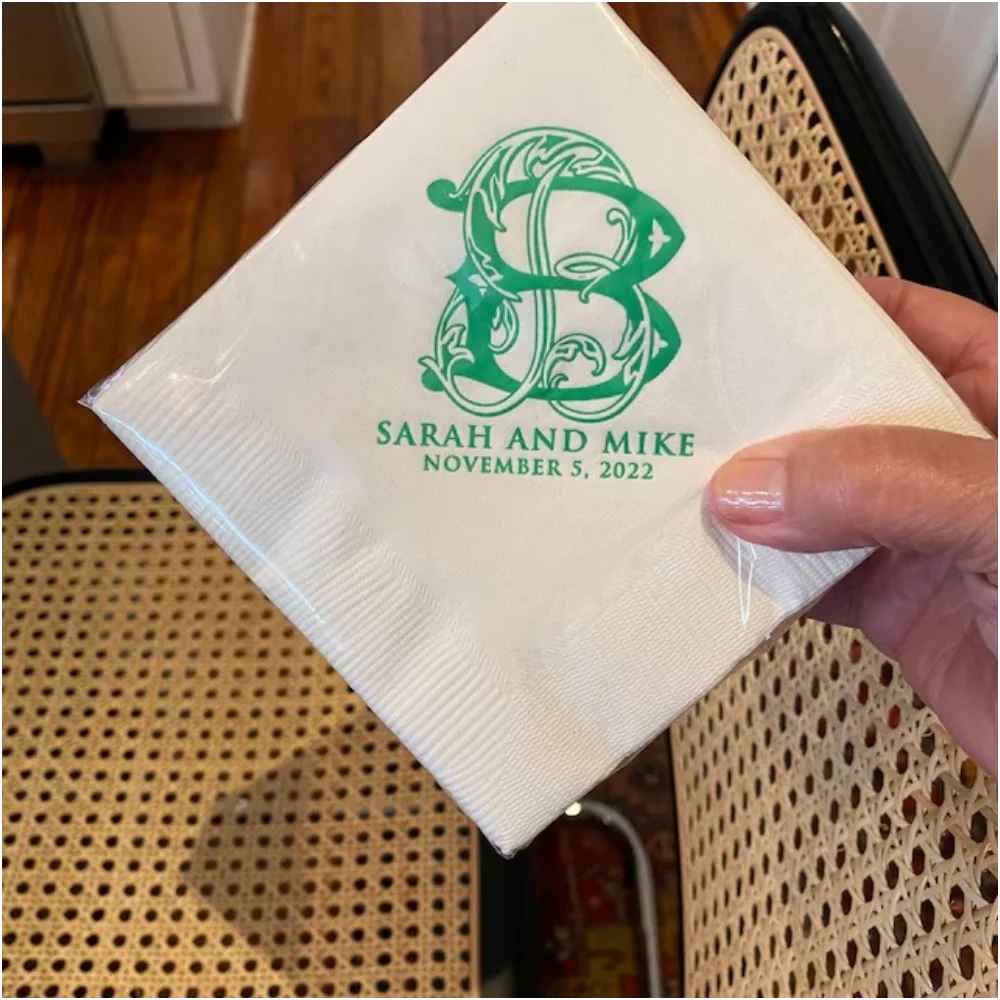 SARAH AND MIKE
NOVEMBER 5, 2022